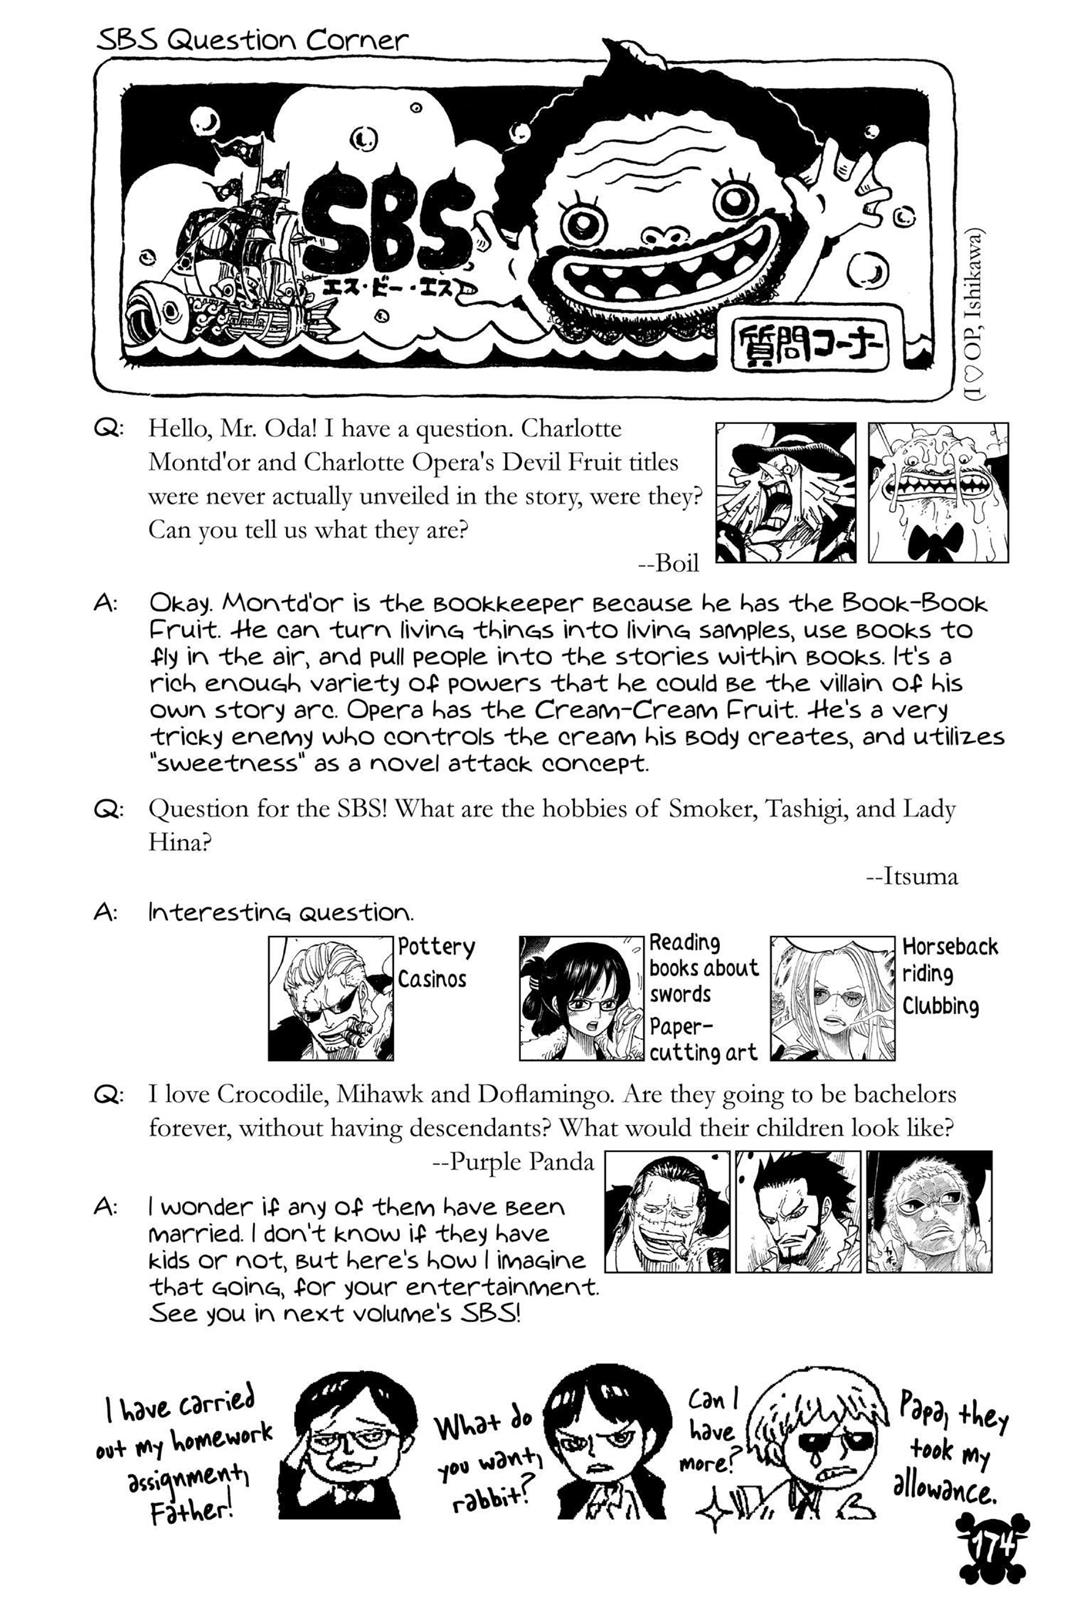 SBS Question Corner
SBS
エス・ビー・エス
質問コーナー
(I♡OP, Ishikawa)
Q: Hello, Mr. Oda! I have a question. Charlotte
Montd'or and Charlotte Opera's Devil Fruit titles
were never actually unveiled in the story, were they?
Can you tell us what they are?
--Boil
A: Okay. Montd'or is the bookkeeper because he has the Book-Book
Fruit. He can turn living things into living samples, use books to
fly in the air, and pull people into the stories within books. It's a
rich enough variety of powers that he could be the villain of his
own story arc. Opera has the Cream-Cream Fruit. He's a very
tricky enemy who controls the cream his body creates, and utilizes
"sweetness" as a novel attack concept.
Q: Question for the SBS! What are the hobbies of Smoker, Tashigi, and Lady
Hina?
--Itsuma
A: Interesting question.
Pottery
Casinos
Reading
books about
swords
Paper-
cutting art
Horseback
riding
Clubbing
Q: I love Crocodile, Mihawk and Doflamingo. Are they going to be bachelors
forever, without having descendants? What would their children look like?
--Purple Panda
A: I wonder if any of them have been
married. I don't know if they have
kids or not, but here's how I imagine
that going, for your entertainment.
See you in next volume's SBS!
I have carried
out my homework
assignment,
Father!
What do
you want,
rabbit?
Can I
have
more?
Papa, they
took my
allowance.
174